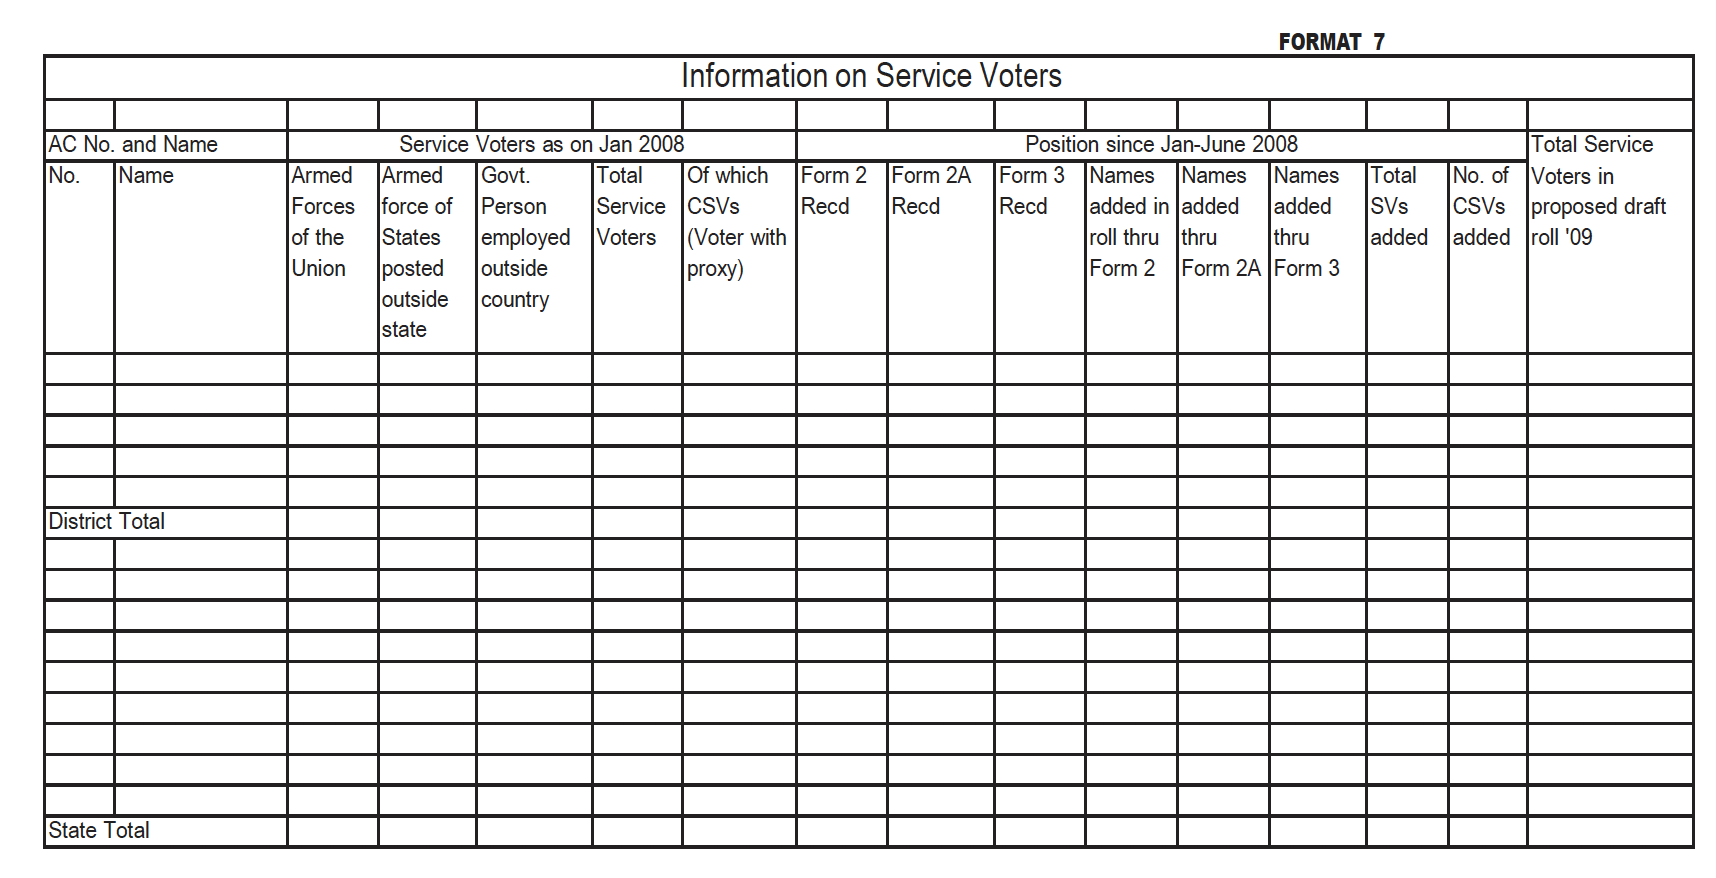 FORMAT 7
Information on Service Voters
AC No. and Name
Service Voters as on Jan 2008
Position since Jan-June 2008
Total Service
Voters in
proposed draft
roll '09
No.
Name
Armed
Forces
of the
Union
Armed
force of
States
posted
outside
state
Govt.
Person
employed
outside
country
Total
Service
Voters
Of which
CSVs
(Voter with
proxy)
Form 2
Recd
Form 2A
Recd
Form 3
Recd
Names
added in
roll thru
Form 2
Names
added
thru
Form 2A
Names
added
thru
Form 3
Total
SVs
added
No. of
CSVs
added
District Total
State Total